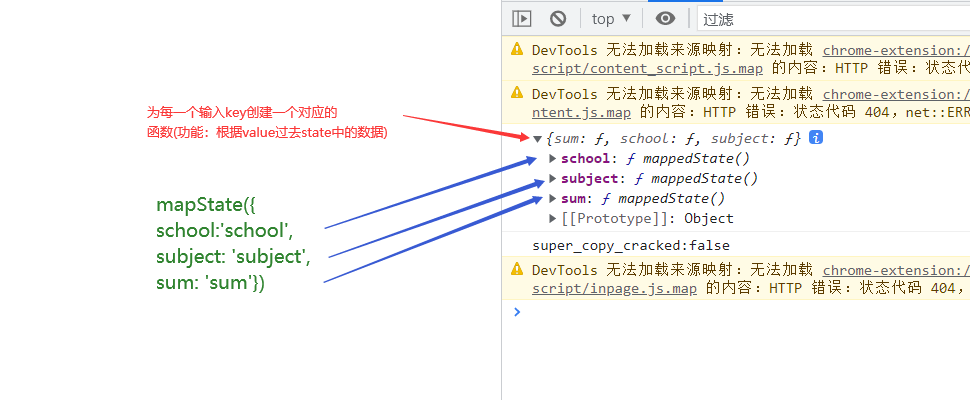 top ▼
过滤
DevTools 无法加载来源映射：无法加载 chrome-extension:/
script/content_script.js.map 的内容：HTTP 错误：状态代码
DevTools 无法加载来源映射：无法加载 chrome-extension:/
ntent.js.map 的内容：HTTP 错误：状态代码 404，net::ERR
为每一个输入key创建一个对应的
函数(功能：根据value过去state中的数据)
{sum: ƒ, school: ƒ, subject: ƒ} i
school: ƒ mappedState()
subject: ƒ mappedState()
sum: ƒ mappedState()
[[Prototype]]: Object
mapState({
school:'school',
subject: 'subject',
sum: 'sum'})
super_copy_cracked:false
DevTools 无法加载来源映射：无法加载 chrome-extension:/
script/inpage.js.map 的内容：HTTP 错误：状态代码 404，